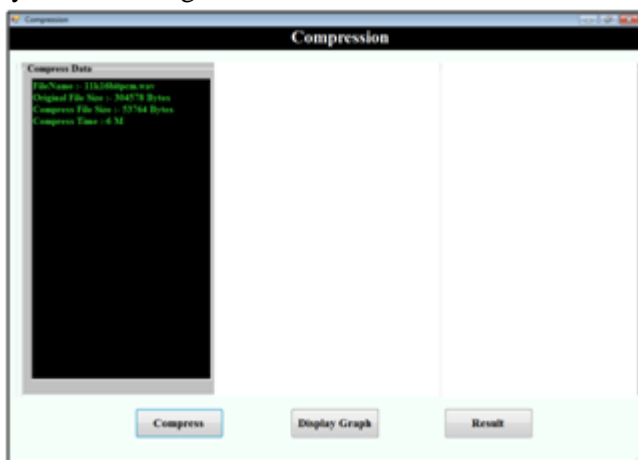 Compression
Compression
Compress Data
FileName :- 11k16bitpcm.wav
Original File Size :- 304578 Bytes
Compress File Size :- 53764 Bytes
Compress Time :- 6 M
Compress
Display Graph
Result